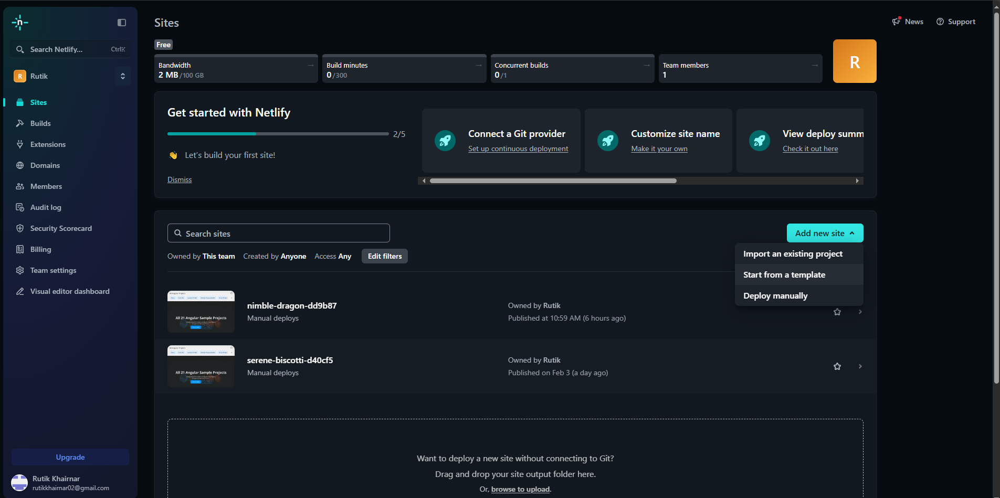 n
Search Netlify...
CtrlK
R
Rutik
Sites
Builds
Extensions
Domains
Members
Audit log
Security Scorecard
Billing
Team settings
Visual editor dashboard
Upgrade
Rutik Khairnar
rutikkhairnar02@gmail.com
Sites
News
Support
Free
Bandwidth →
2 MB/100 GB
Build minutes →
0/300
Concurrent builds →
0/1
Team members →
1
R
Get started with Netlify
2/5
👋 Let's build your first site!
Dismiss
Connect a Git provider
Set up continuous deployment
Customize site name
Make it your own
View deploy summ
Check it out here
Search sites
Add new site
Owned by This team Created by Anyone Access Any Edit filters
Import an existing project
Start from a template
Deploy manually
All 21 Angular Sample Projects
nimble-dragon-dd9b87
Manual deploys
Owned by Rutik
Published at 10:59 AM (6 hours ago)
All 21 Angular Sample Projects
serene-biscotti-d40cf5
Manual deploys
Owned by Rutik
Published on Feb 3 (a day ago)
Want to deploy a new site without connecting to Git?
Drag and drop your site output folder here.
Or, browse to upload.